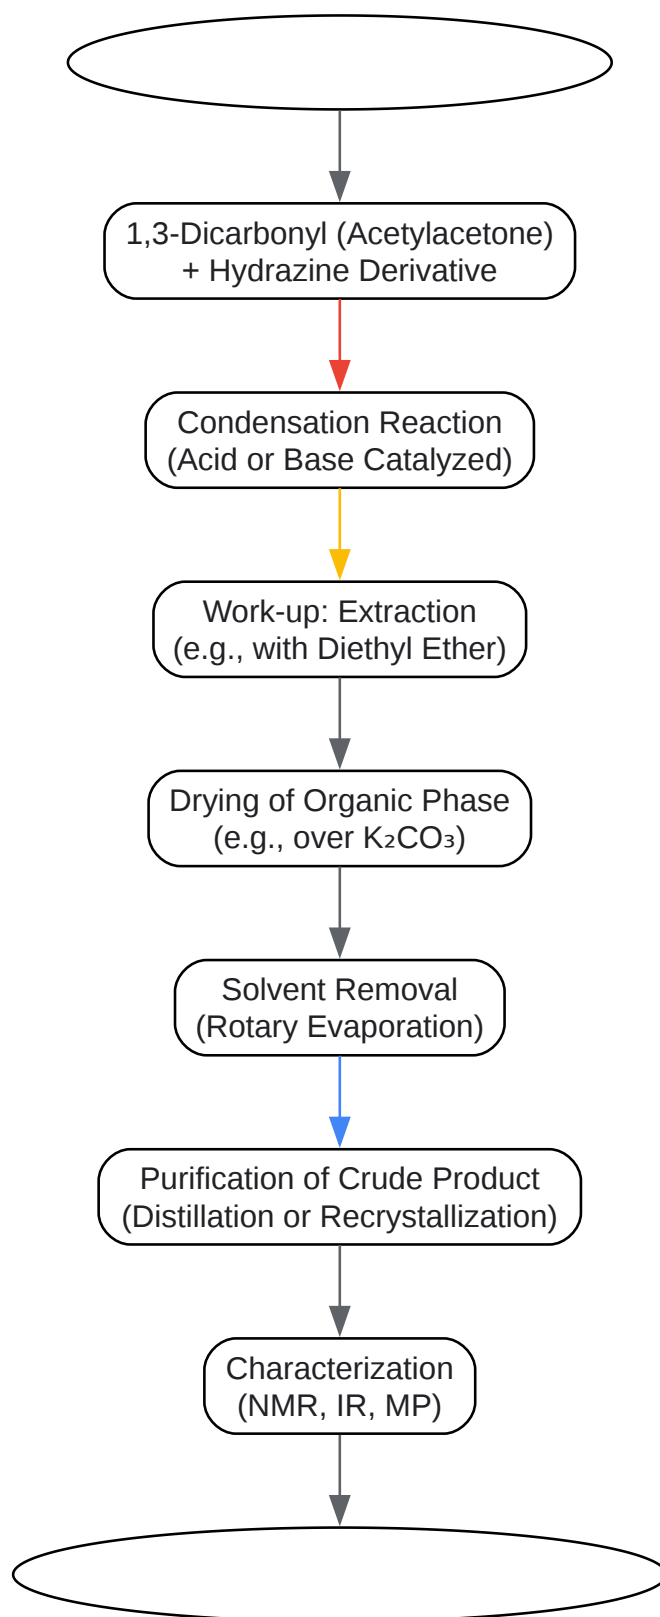 1,3-Dicarbonyl (Acetylacetone)
+ Hydrazine Derivative
Condensation Reaction
(Acid or Base Catalyzed)
Work-up: Extraction
(e.g., with Diethyl Ether)
Drying of Organic Phase
(e.g., over K₂CO₃)
Solvent Removal
(Rotary Evaporation)
Purification of Crude Product
(Distillation or Recrystallization)
Characterization
(NMR, IR, MP)